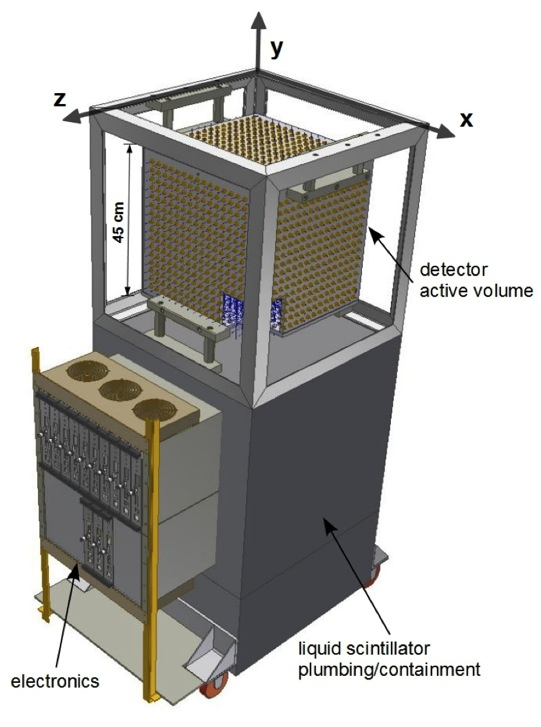 y
z
x
45 cm
detector
active volume
liquid scintillator
plumbing/containment
electronics